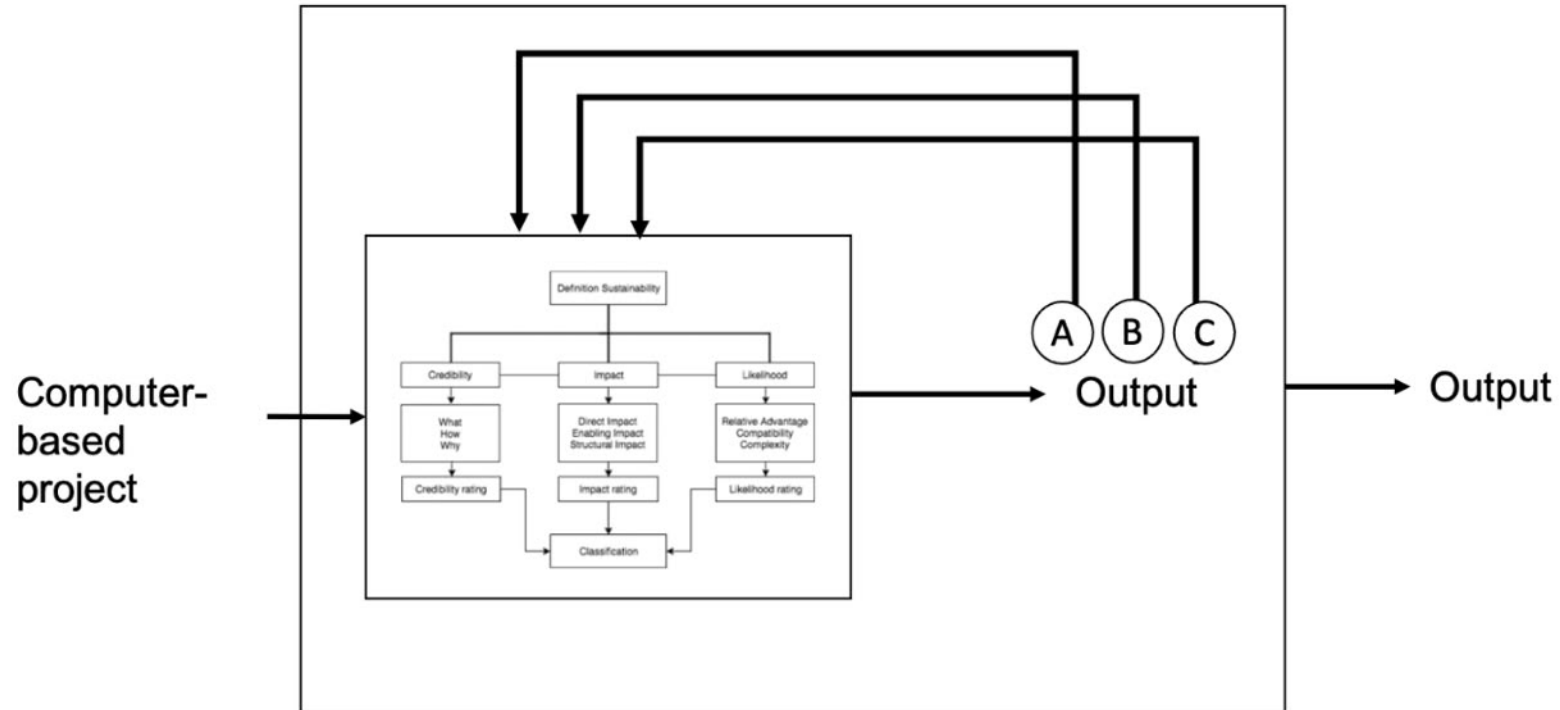 A
B
C
Definition Sustainability
Credibility
Impact
Likelihood
Computer-
based
project
What
How
Why
Direct Impact
Enabling Impact
Structural Impact
Relative Advantage
Compatibility
Complexity
Output
Output
Credibility rating
Impact rating
Likelihood rating
Classification